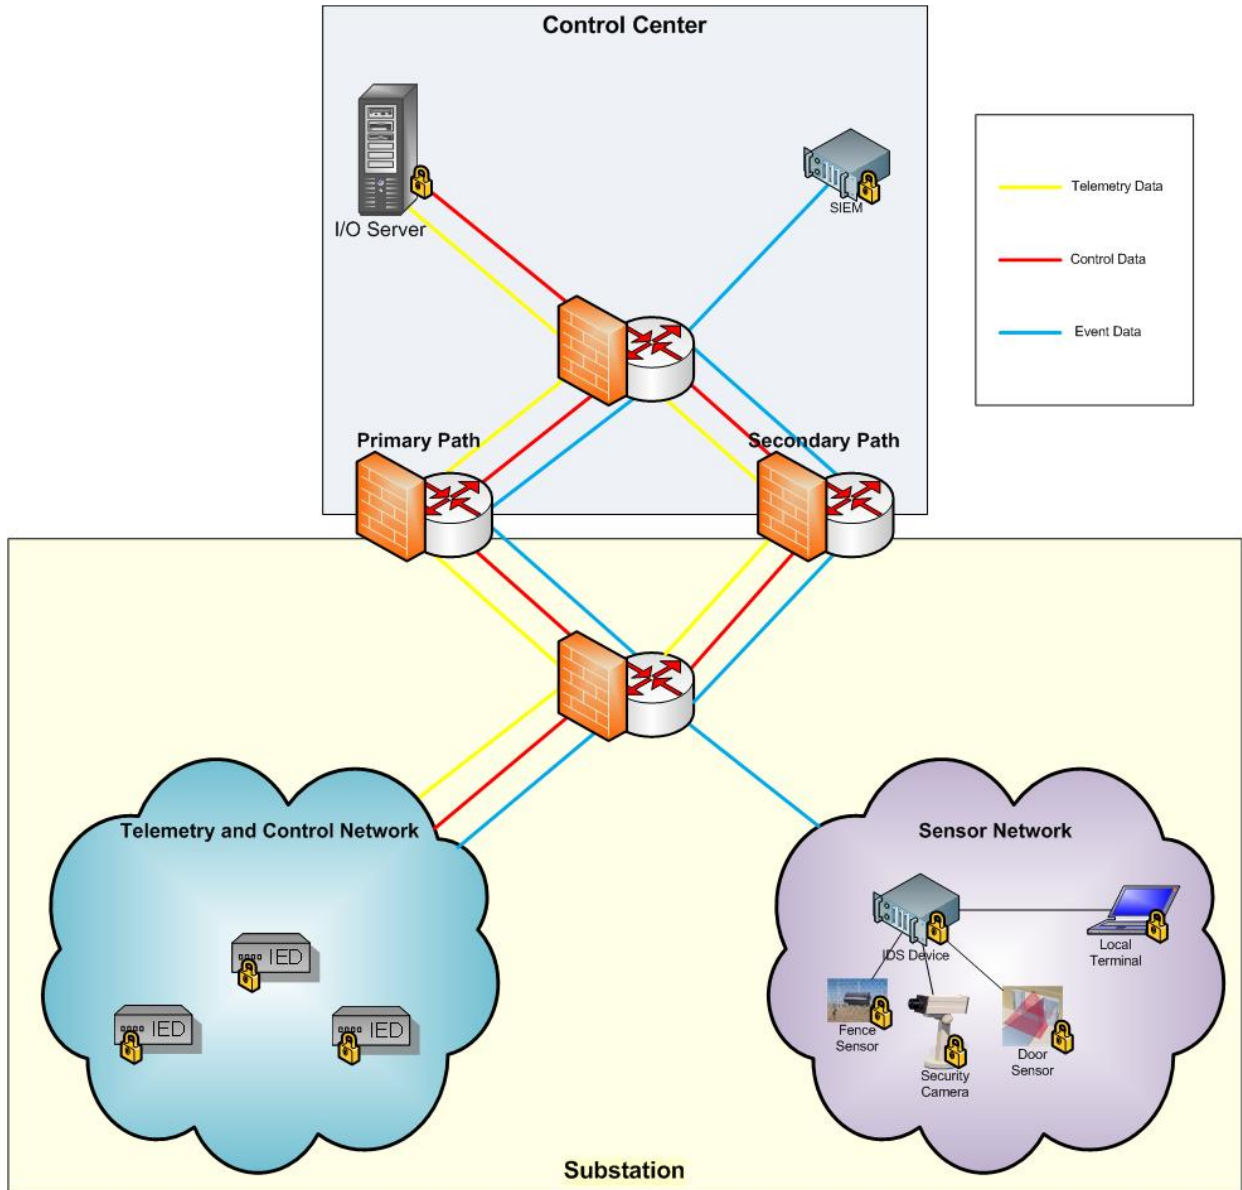 Control Center
I/O Server
SIEM
Telemetry Data
Control Data
Event Data
Primary Path
Secondary Path
Telemetry and Control Network
IED
IED
IED
Sensor Network
IDS Device
Local
Terminal
Fence
Sensor
Security
Camera
Door
Sensor
Substation